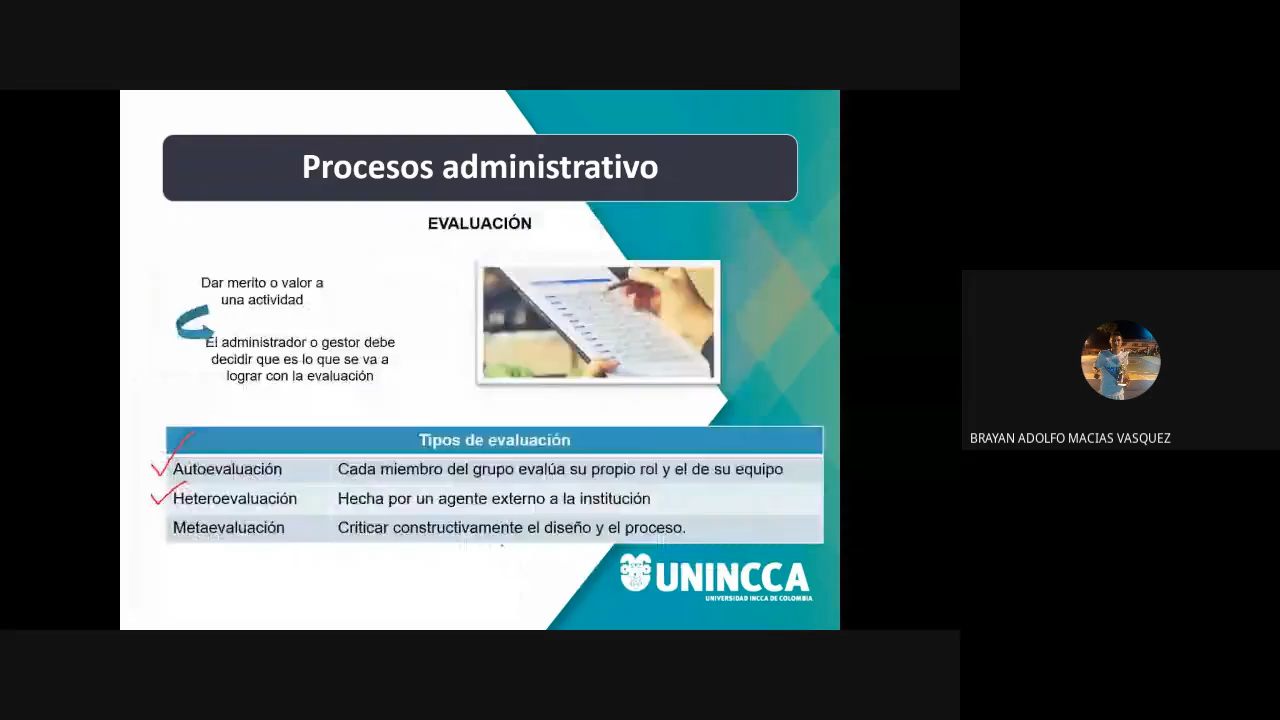 Procesos administrativo
EVALUACIÓN
Dar merito o valor a
una actividad
El administrador o gestor debe
decidir que es lo que se va a
lograr con la evaluación
Tipos de evaluación
Autoevaluación Cada miembro del grupo evalúa su propio rol y el de su equipo
Heteroevaluación Hecha por un agente externo a la institución
Metaevaluación Críticar constructivamente el diseño y el proceso.
UNINCCA
UNIVERSIDAD INCCA DE COLOMBIA
BRAYAN ADOLFO MACIAS VASQUEZ